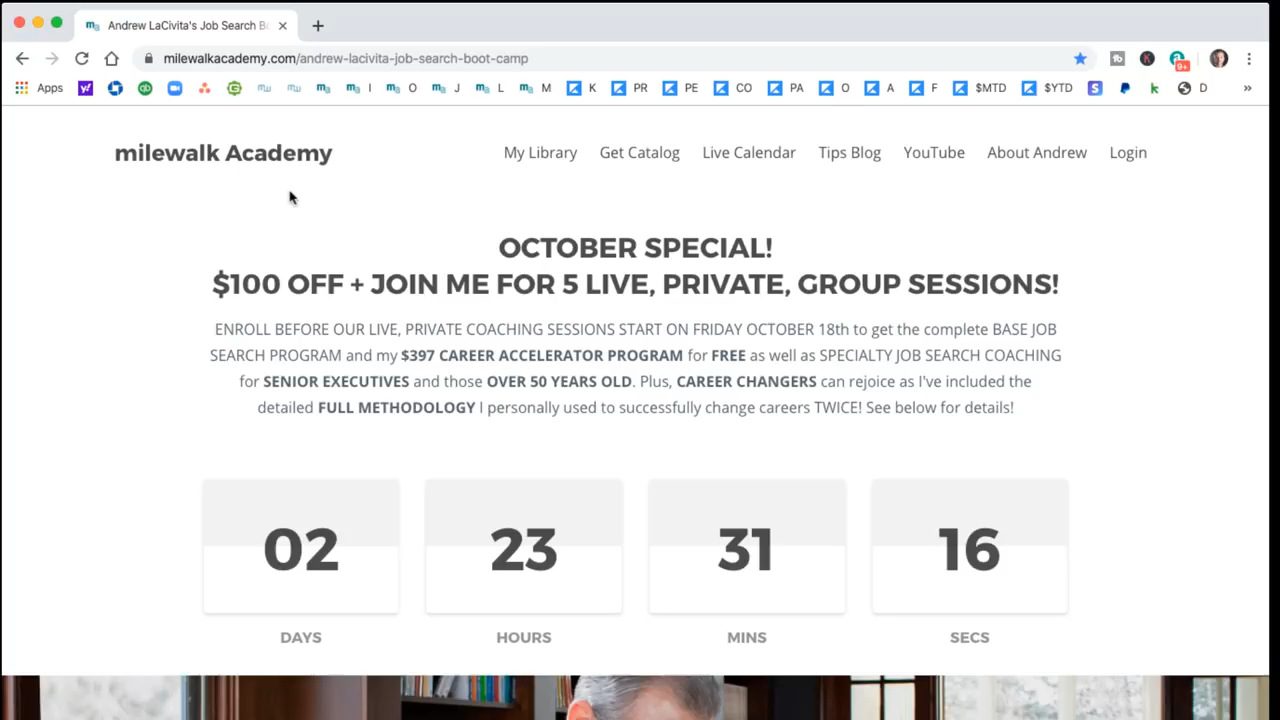 Andrew LaCivita's Job Search Bo
milewalkacademy.com/andrew-lacivita-job-search-boot-camp
9+
Apps I O J L M K PR PE CO PA O A F $MTD $YTD D »
milewalk Academy
My Library Get Catalog Live Calendar Tips Blog YouTube About Andrew Login
OCTOBER SPECIAL!
$100 OFF + JOIN ME FOR 5 LIVE, PRIVATE, GROUP SESSIONS!
ENROLL BEFORE OUR LIVE, PRIVATE COACHING SESSIONS START ON FRIDAY OCTOBER 18th to get the complete BASE JOB
SEARCH PROGRAM and my $397 CAREER ACCELERATOR PROGRAM for FREE as well as SPECIALTY JOB SEARCH COACHING
for SENIOR EXECUTIVES and those OVER 50 YEARS OLD. Plus, CAREER CHANGERS can rejoice as I've included the
detailed FULL METHODOLOGY I personally used to successfully change careers TWICE! See below for details!
02 23 31 16
DAYS HOURS MINS SECS